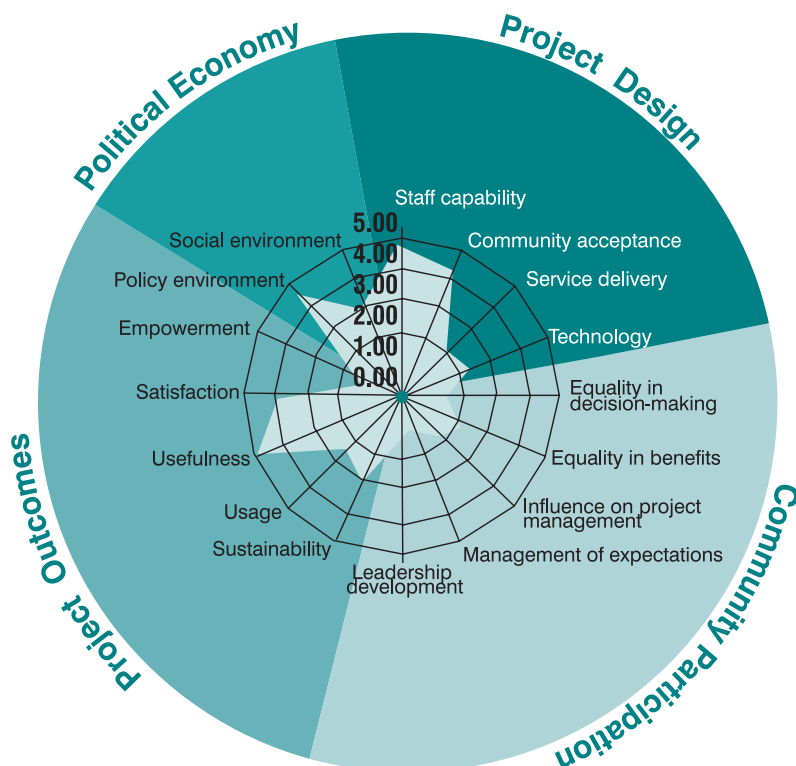 Political Economy
Project Design
Staff capability
5.00
Social environment
Community acceptance
4.00
Policy environment
Service delivery
3.00
Empowerment
2.00
Technology
1.00
Satisfaction
0.00
Equality in
decision-making
Usefulness
Equality in benefits
Usage
Influence on project
management
Sustainability
Management of expectations
Leadership
development
Project Outcomes
Community Participation